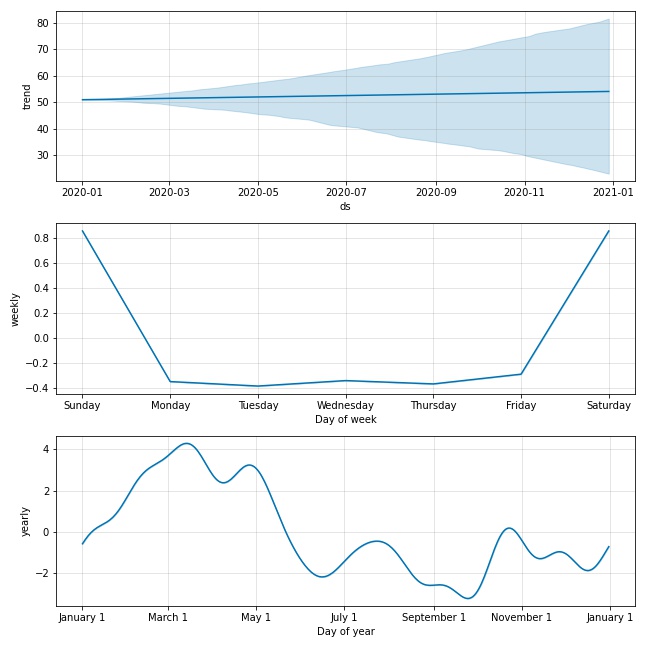 80
70
60
50
40
30
trend
2020-01 2020-03 2020-05 2020-07 2020-09 2020-11 2021-01
ds
0.8
0.6
0.4
0.2
0.0
−0.2
−0.4
weekly
Sunday Monday Tuesday Wednesday Thursday Friday Saturday
Day of week
4
2
0
−2
yearly
January 1 March 1 May 1 July 1 September 1 November 1 January 1
Day of year